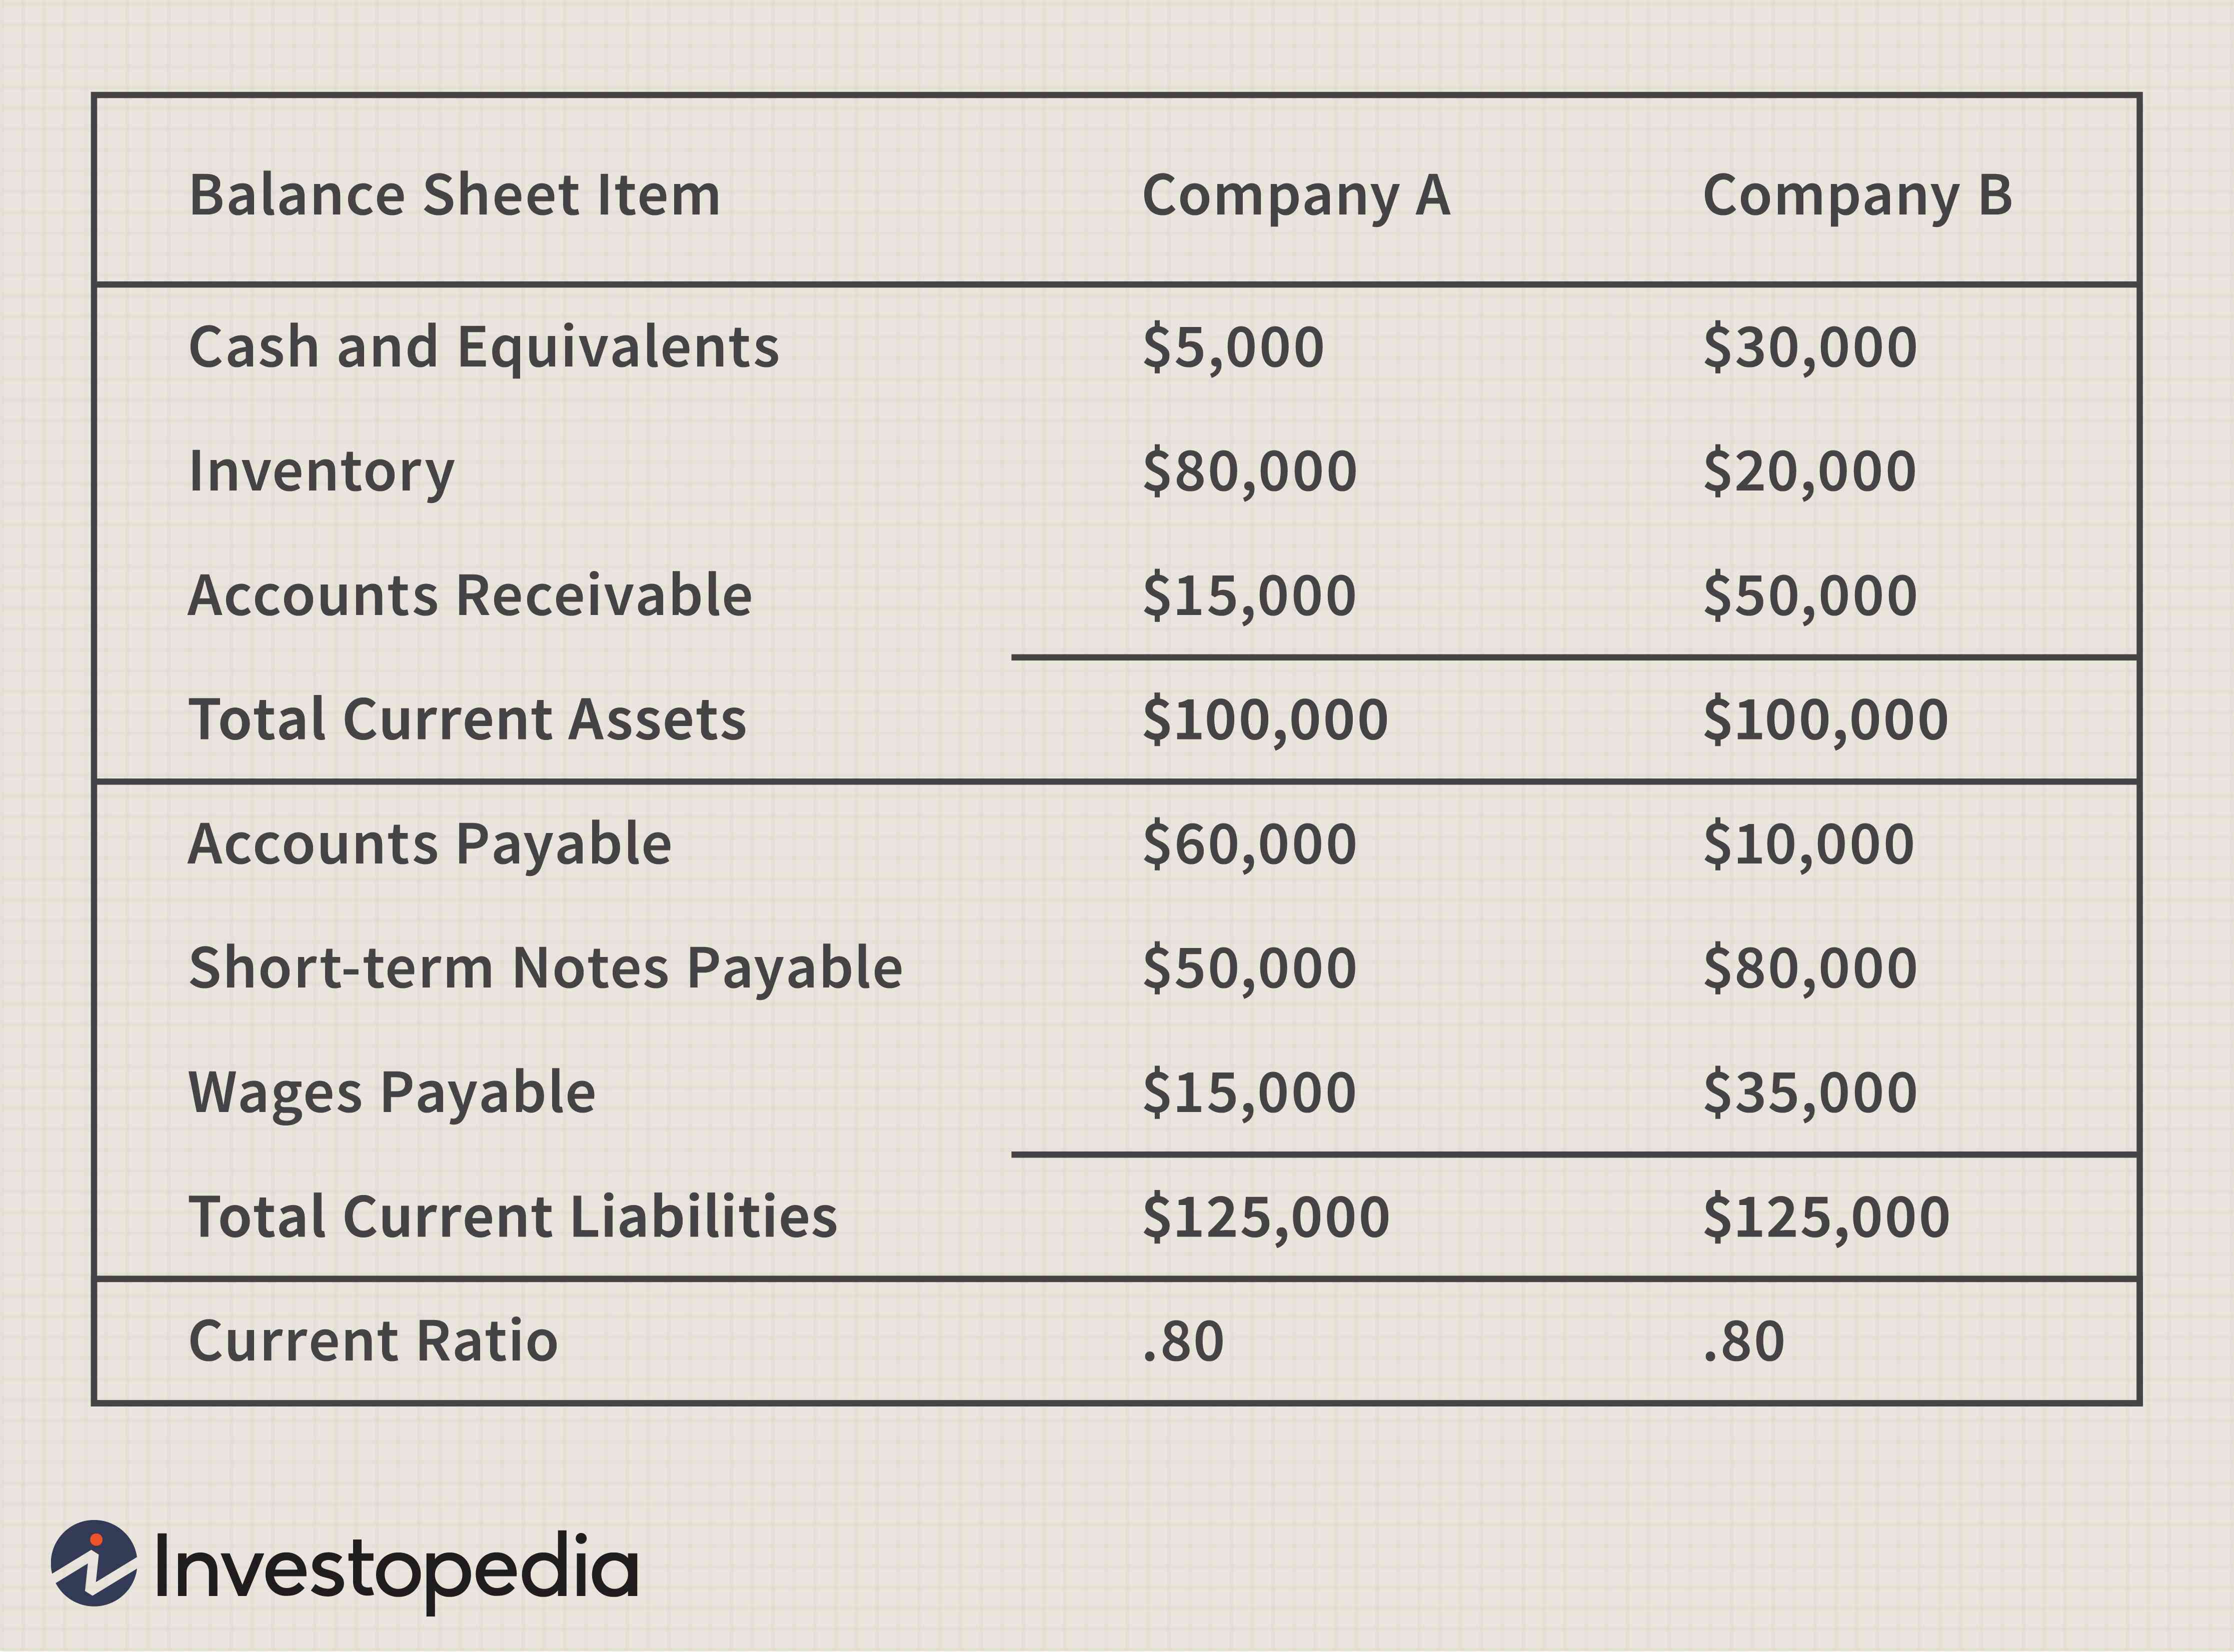 Balance Sheet Item Company A Company B
Cash and Equivalents $5,000 $30,000
Inventory $80,000 $20,000
Accounts Receivable $15,000 $50,000
Total Current Assets $100,000 $100,000
Accounts Payable $60,000 $10,000
Short-term Notes Payable $50,000 $80,000
Wages Payable $15,000 $35,000
Total Current Liabilities $125,000 $125,000
Current Ratio .80 .80
Investopedia